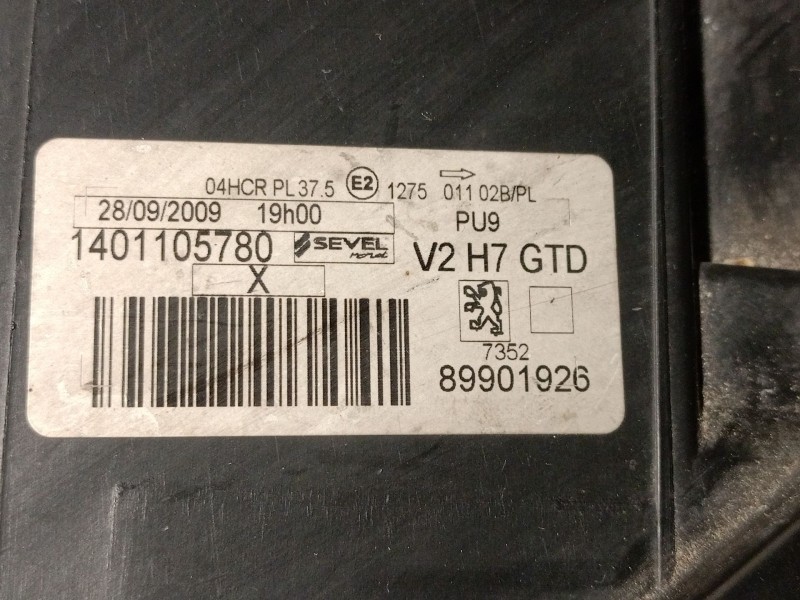 04HCR PL 37.5 E2 1275 011 02B/PL
28/09/2009 19h00 PU9
1401105780 SEVEL nord V2 H7 GTD
X
7352
89901926